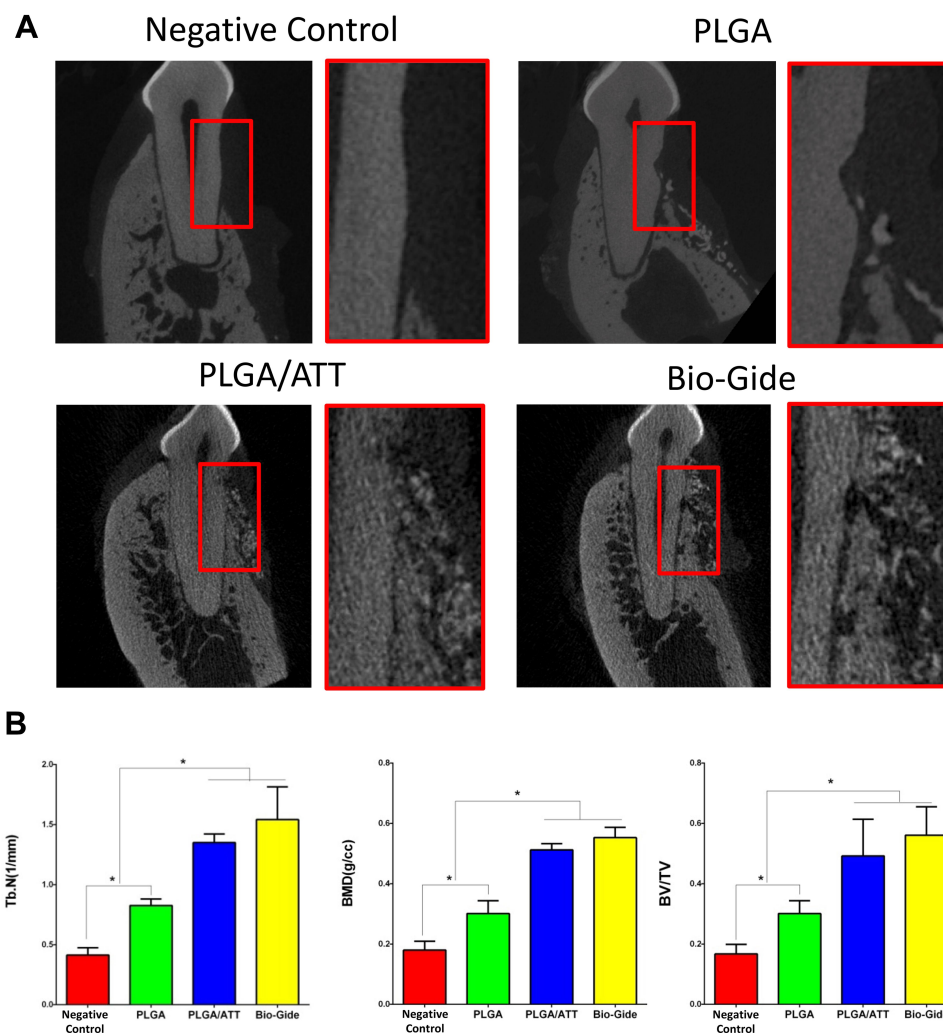 A
Negative Control
PLGA
PLGA/ATT
Bio-Gide
B
Tb.N(1/mm)
2.0
1.5
1.0
0.5
0.0
*
*
Negative
Control
PLGA
PLGA/ATT
Bio-Gide
BMD(g/cc)
0.8
0.6
0.4
0.2
0.0
*
*
Negative
Control
PLGA
PLGA/ATT
Bio-Gide
BV/TV
0.8
0.6
0.4
0.2
0.0
*
*
Negative
Control
PLGA
PLGA/ATT
Bio-Gide